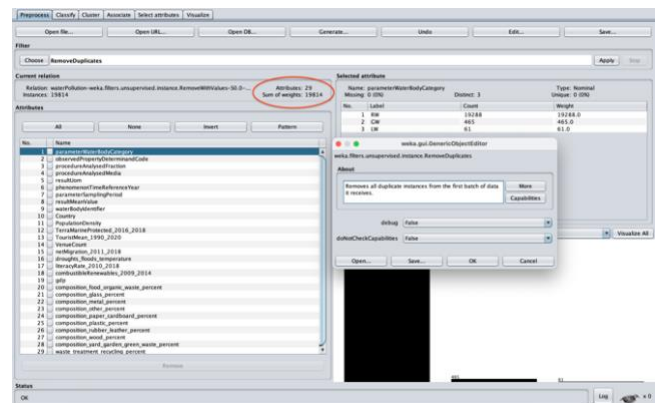 Preprocess Classify Cluster Associate Select attributes Visualize
Open file... Open URL... Open DB... Generate... Undo Edit... Save...
Filter
Choose RemoveDuplicates Apply Stop
Current relation Selected attribute
Relation: waterPollution-weka.filters.unsupervised.instance.RemoveWithValues-S0.0-... Attributes: 29 Name: parameterWaterBodyCategory Type: Nominal
Instances: 19814 Sum of weights: 19814 Missing: 0 (0%) Distinct: 3 Unique: 0 (0%)
Attributes No. Label Count Weight
1 RW 19288 19288.0
All None Invert Pattern 2 GW 465 465.0
3 LW 61 61.0
No. Name
1 parameterWaterBodyCategory
2 observedPropertyDeterminandCode
3 procedureAnalysedFraction
4 procedureAnalysedMedia
5 resultUom
6 phenomenonTimeReferenceYear
7 parameterSamplingPeriod
8 resultMeanValue
9 waterBodyIdentifier
10 Country
11 PopulationDensity
12 TerraMarineProtected_2016_2018
13 TouristMean_1990_2020
14 VenueCount
15 netMigration_2011_2018
16 droughts_floods_temperature
17 literacyRate_2010_2018
18 combustibleRenewables_2009_2014
19 gdp
20 composition_food_organic_waste_percent
21 composition_glass_percent
22 composition_metal_percent
23 composition_other_percent
24 composition_paper_cardboard_percent
25 composition_plastic_percent
26 composition_rubber_leather_percent
27 composition_wood_percent
28 composition_yard_garden_green_waste_percent
29 waste_treatment_recycling_percent
Remove
weka.gui.GenericObjectEditor
weka.filters.unsupervised.instance.RemoveDuplicates
About
Removes all duplicate instances from the first batch of data it receives.
More
Capabilities
debug False
doNotCheckCapabilities False
Open... Save... OK Cancel
Visualize All
465
61
Status
OK
Log x 0